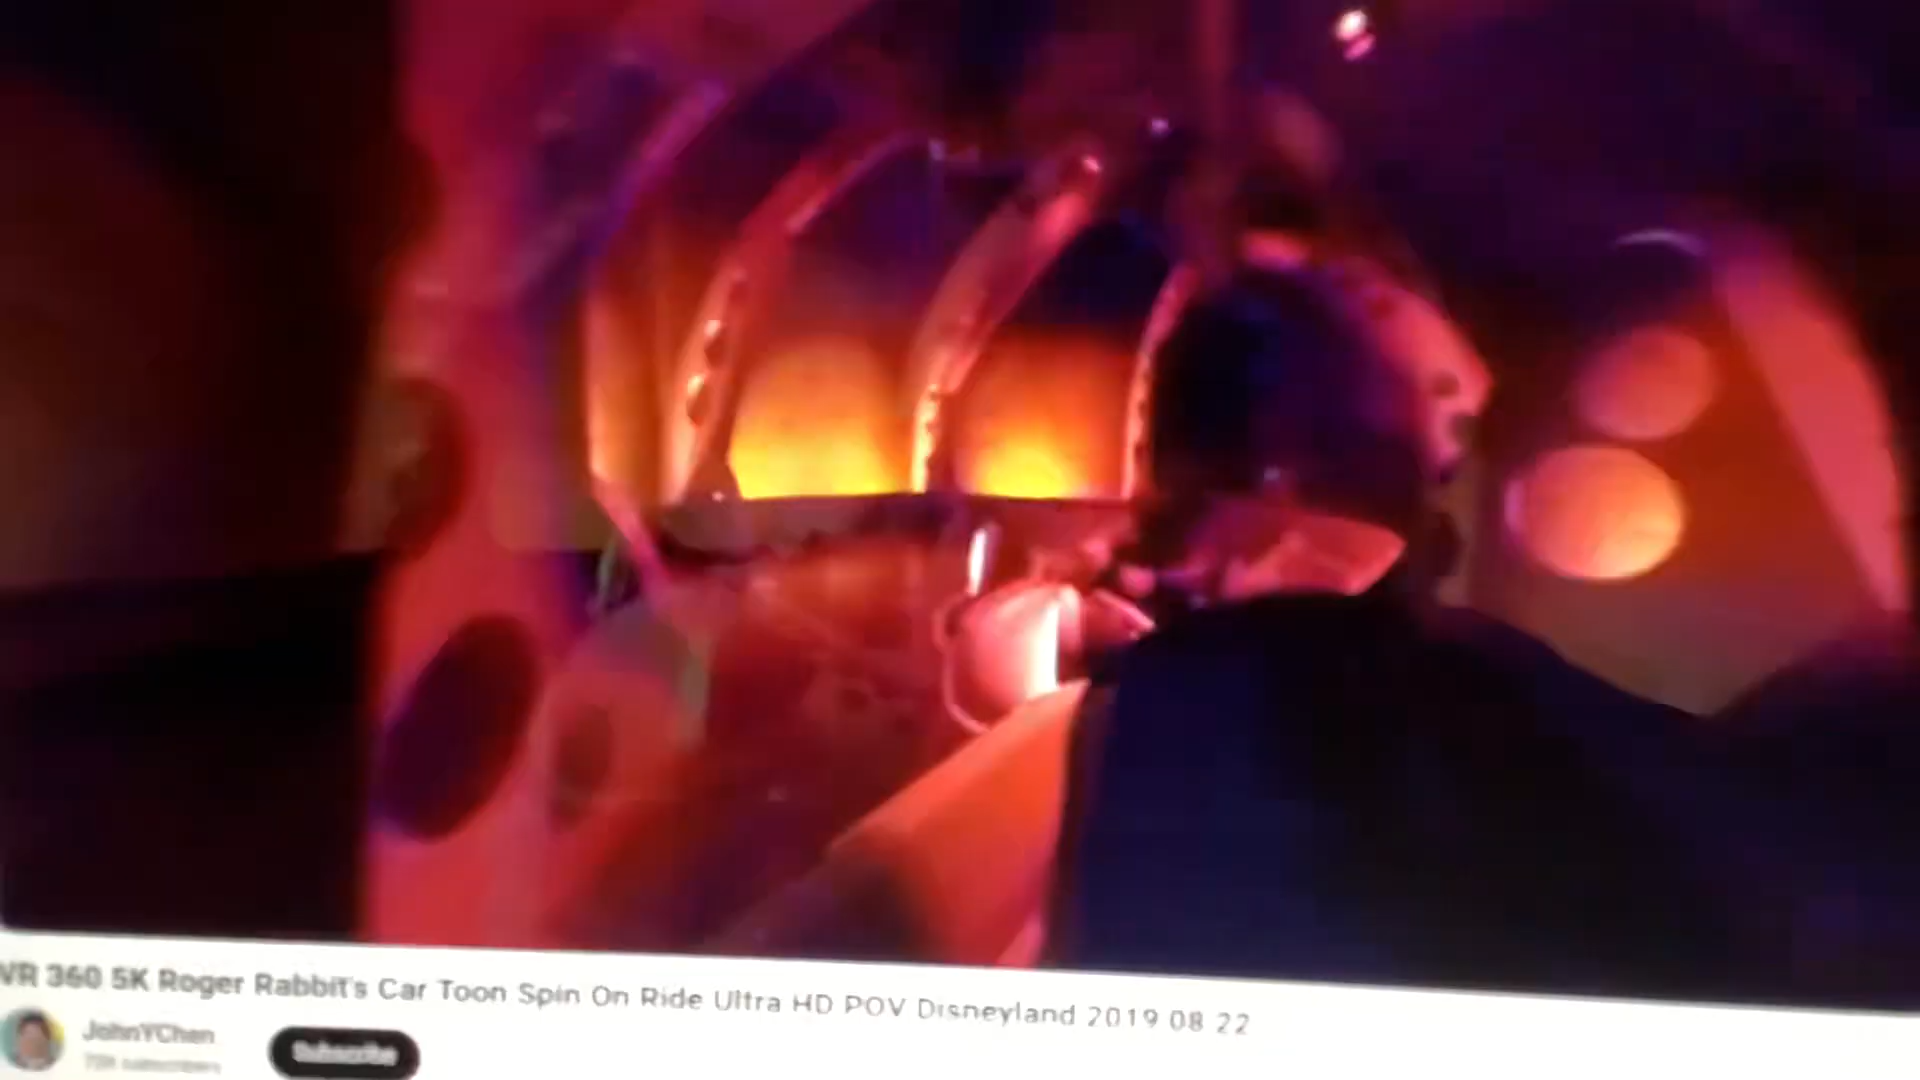 VR 360 5K Roger Rabbit's Car Toon Spin On Ride Ultra HD POV Disneyland 2019 08 22
JohnYChen
subscribers
Subscribe